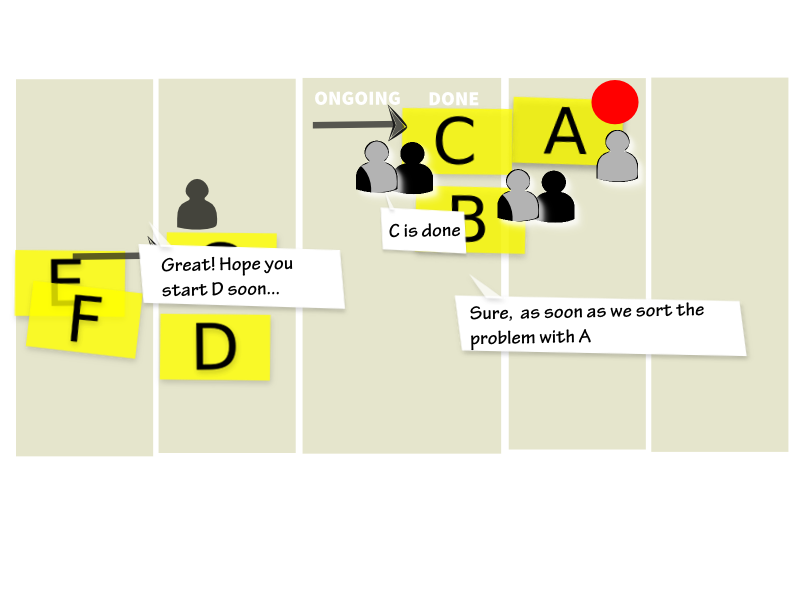 ONGOING DONE
C
A
B
C is done
Great! Hope you
start D soon...
E
F
D
Sure, as soon as we sort the
problem with A